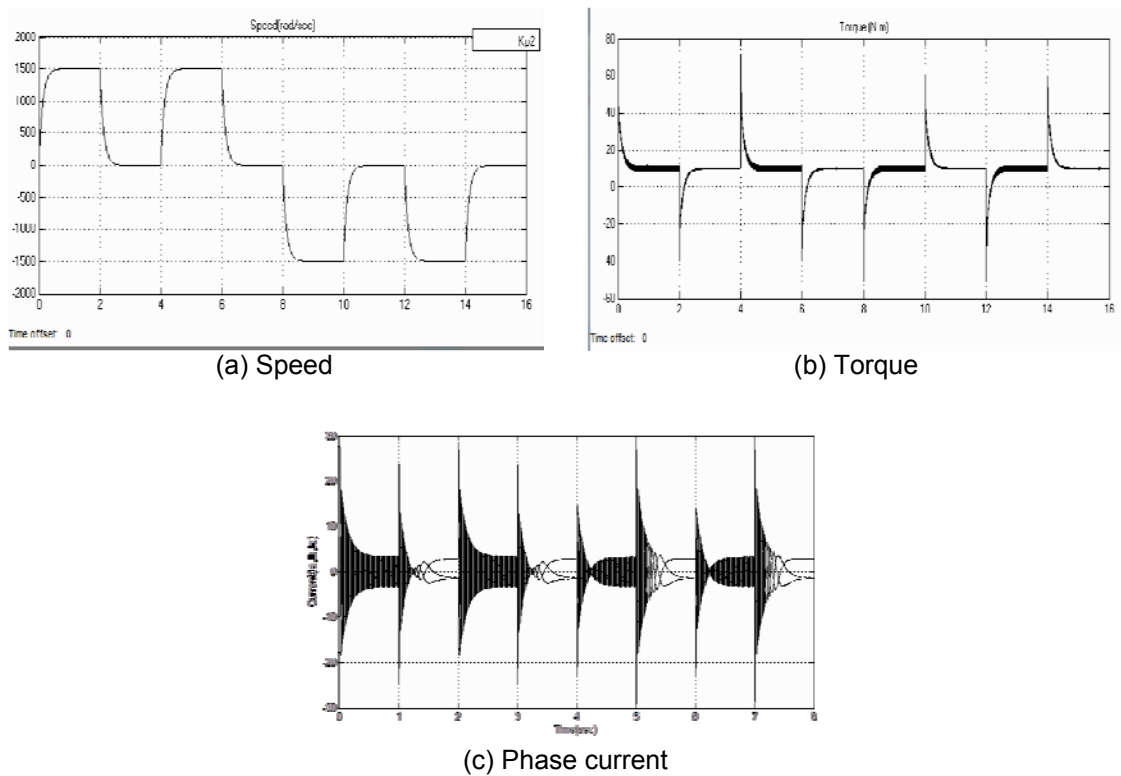 Speed[rad/sec]
Kp2
2000
1500
1000
500
0
-500
-1000
-1500
-2000
0 2 4 6 8 10 12 14 16
Time offset: 0
(a) Speed
Torque(N m)
80
60
40
20
0
-20
0 2 4 6 8 10 12 14 16
Time offset: 0
(b) Torque
0 1 2 3 4 5 6 7 8
Time(sec)
(c) Phase current